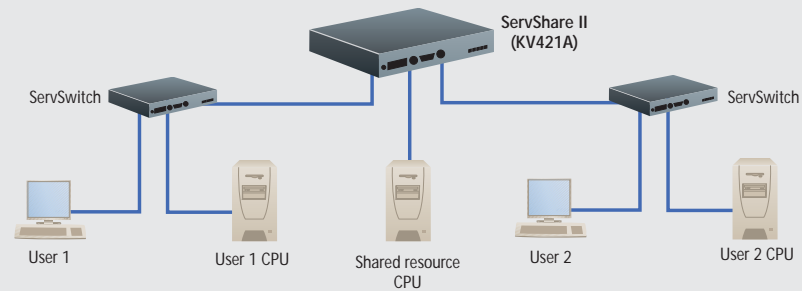 ServShare II
(KV421A)
ServSwitch
ServSwitch
User 1
User 1 CPU
Shared resource
CPU
User 2
User 2 CPU